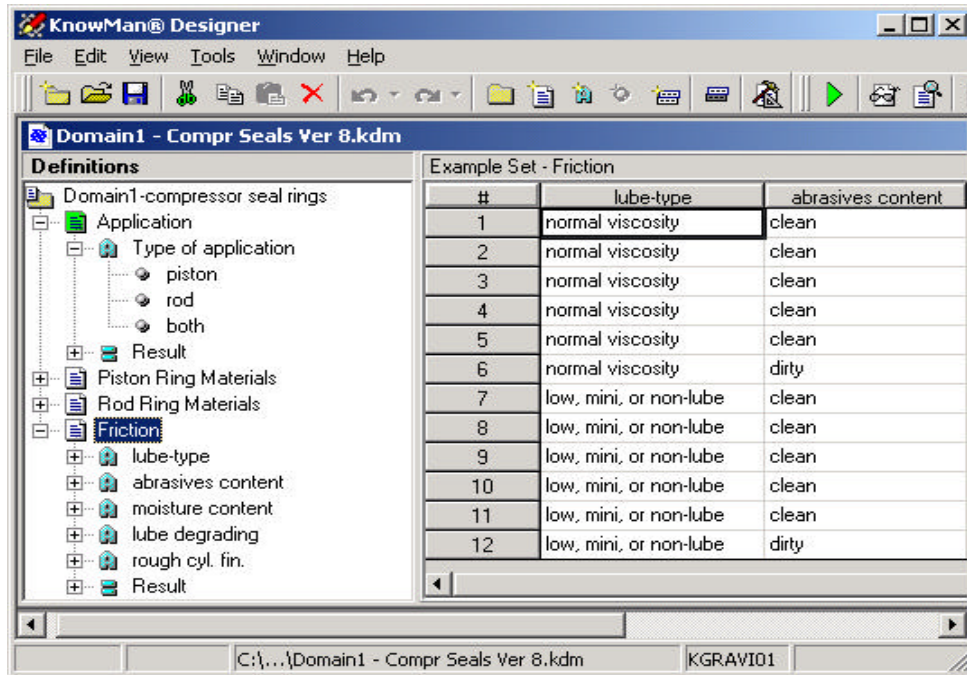 KnowMan® Designer
File Edit View Tools Window Help
Domain1 - Compr Seals Ver 8.kdm
Definitions
Domain1-compressor seal rings
Application
Type of application
piston
rod
both
Result
Piston Ring Materials
Rod Ring Materials
Friction
lube-type
abrasives content
moisture content
lube degrading
rough cyl. fin.
Result
Example Set - Friction
# lube-type abrasives content
1 normal viscosity clean
2 normal viscosity clean
3 normal viscosity clean
4 normal viscosity clean
5 normal viscosity clean
6 normal viscosity dirty
7 low, mini, or non-lube clean
8 low, mini, or non-lube clean
9 low, mini, or non-lube clean
10 low, mini, or non-lube clean
11 low, mini, or non-lube clean
12 low, mini, or non-lube dirty
C:\...\Domain1 - Compr Seals Ver 8.kdm KGRAVI01